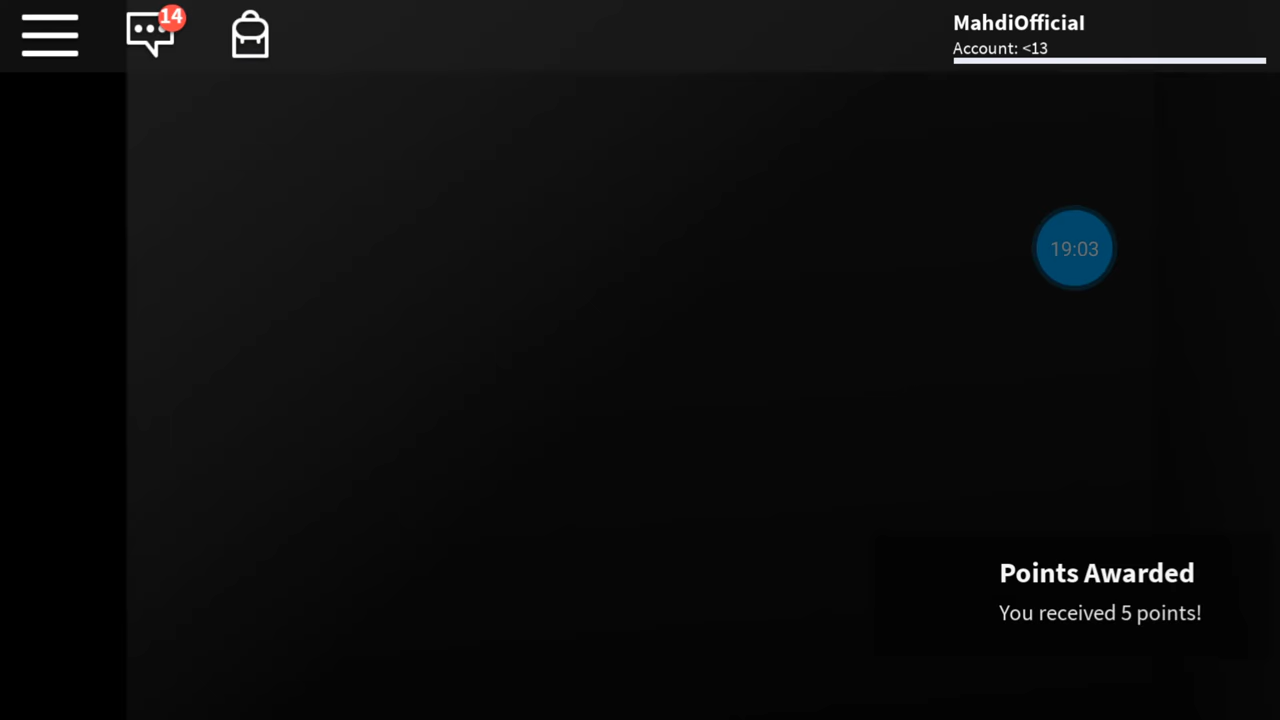 14
MahdiOfficial
Account: <13
19:03
Points Awarded
You received 5 points!